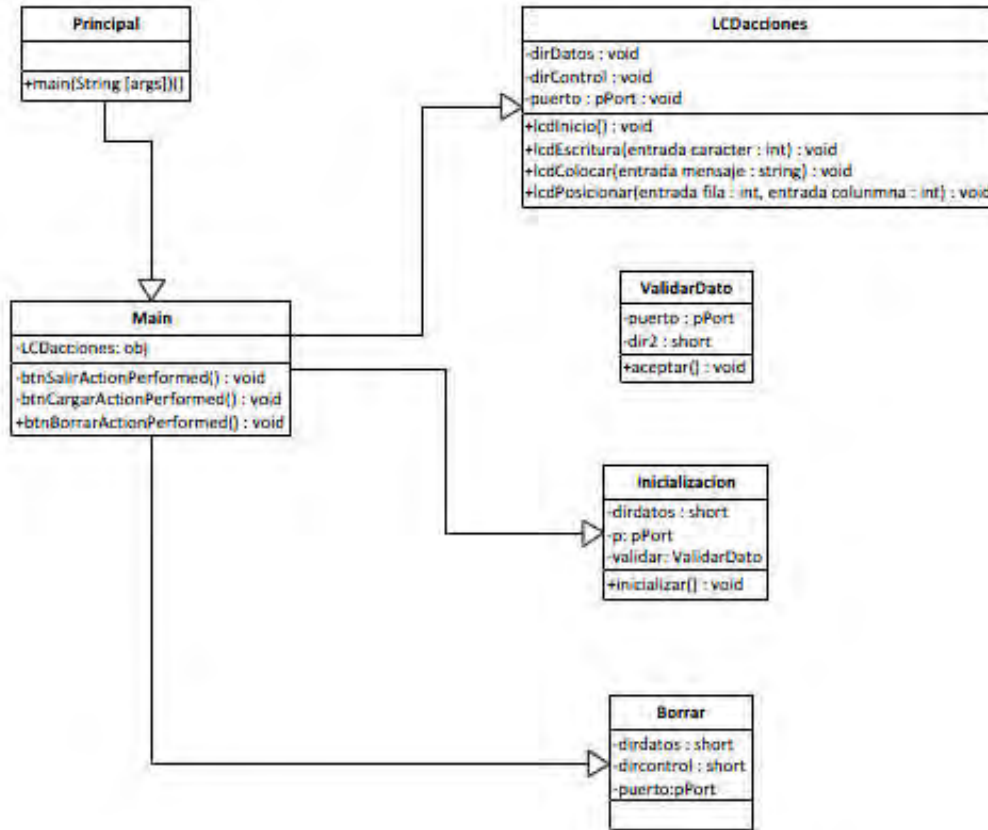 Principal
+main(String [args])()
LCDacciones
-dirDatos : void
-dirControl : void
-puerto : pPort : void
+lcdInicio() : void
+lcdEscritura(entrada caracter : int) : void
+lcdColocar(entrada mensaje : string) : void
+lcdPosicionar(entrada fila : int, entrada colunmna : int) : void
ValidarDato
-puerto : pPort
-dir2 : short
+aceptar() : void
Main
-LCDacciones: obj
-btnSalirActionPerformed() : void
-btnCargarActionPerformed() : void
+btnBorrarActionPerformed() : void
Inicializacion
-dirdatos : short
-p: pPort
-validar: ValidarDato
+inicializar() : void
Borrar
-dirdatos : short
-dircontrol : short
-puerto:pPort